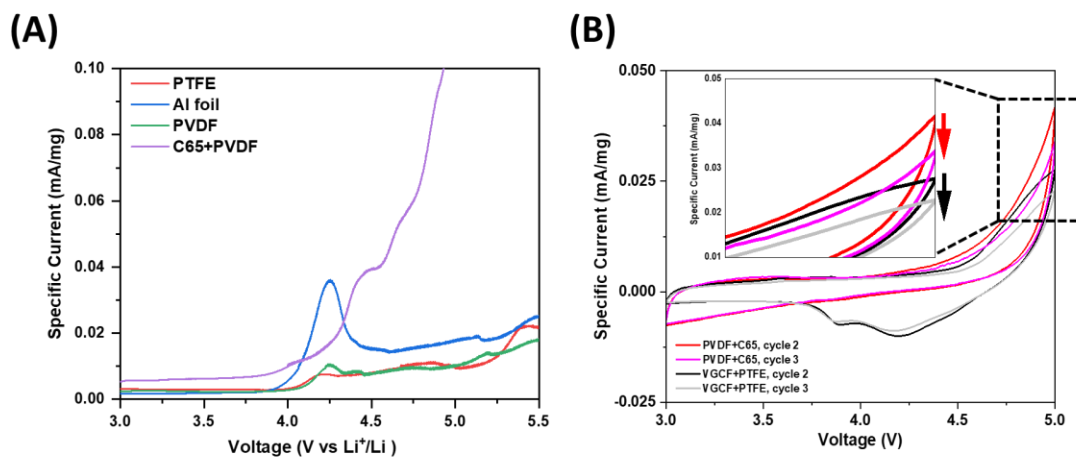 (A)
Specific Current (mA/mg)
0.10
0.08
0.06
0.04
0.02
0.00
PTFE
Al foil
PVDF
C65+PVDF
3.0 3.5 4.0 4.5 5.0 5.5
Voltage (V vs Li⁺/Li )
(B)
Specific Current (mA/mg)
0.050
0.025
0.000
-0.025
Specific Current (mA/mg)
0.05
0.04
0.03
0.02
0.01
PVDF+C65, cycle 2
PVDF+C65, cycle 3
VGCF+PTFE, cycle 2
VGCF+PTFE, cycle 3
3.0 3.5 4.0 4.5 5.0
Voltage (V)